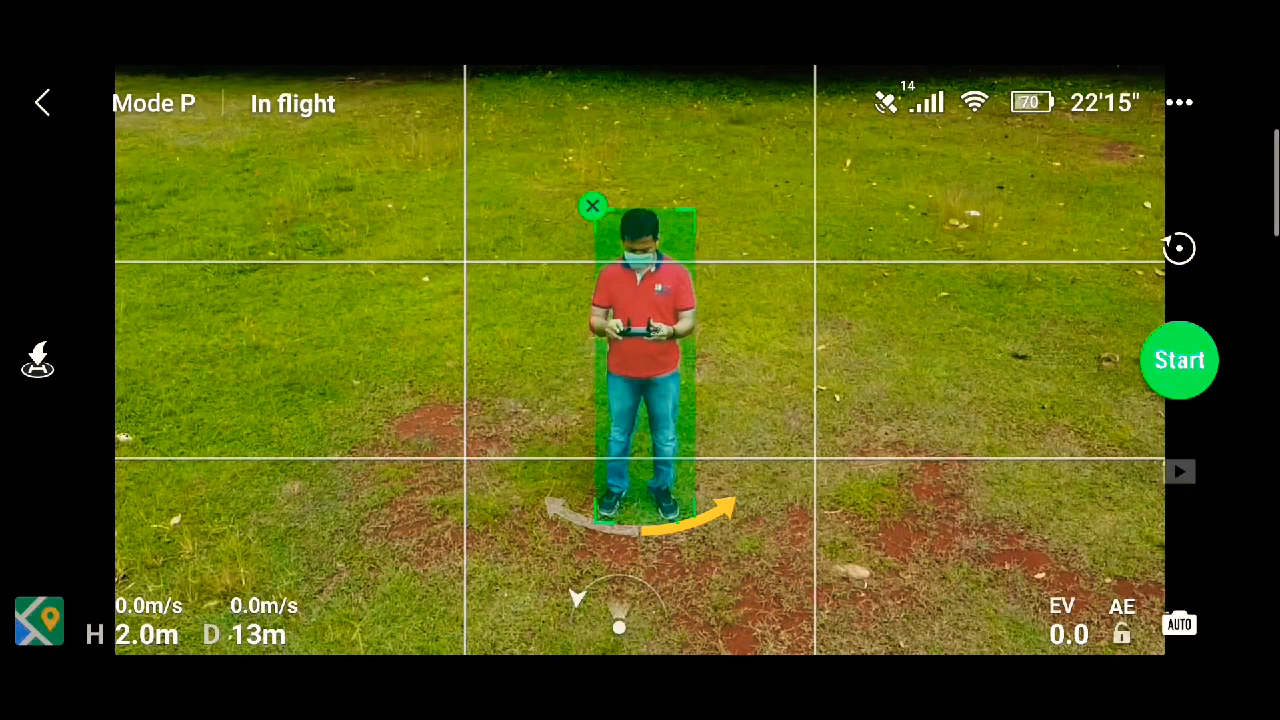 Mode P
In flight
14
70
22'15"
Start
0.0m/s
0.0m/s
H 2.0m
D 13m
EV
0.0
AE
AUTO